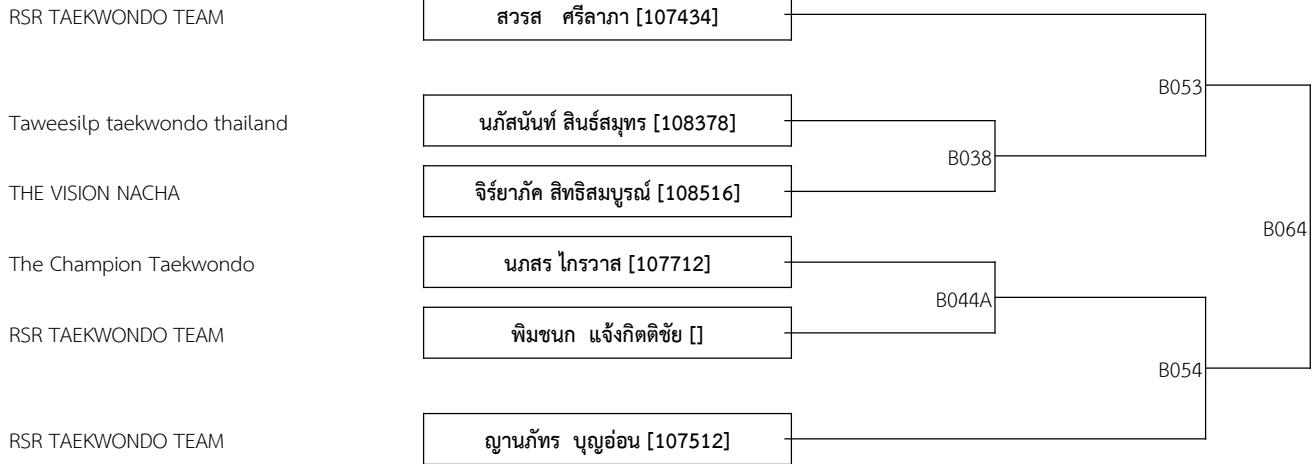 RSR TAEKWONDO TEAM สวรส ศรีลาภา [107434]
B053
Taweesilp taekwondo thailand นภัสนันท์ สินธ์สมุทร [108378]
B038
THE VISION NACHA จิร์ยาภัค สิทธิสมบูรณ์ [108516]
B064
The Champion Taekwondo นภสร ไกรวาส [107712]
B044A
RSR TAEKWONDO TEAM พิมชนก แจ้งกิตติชัย []
B054
RSR TAEKWONDO TEAM ญานภัทร บุญอ่อน [107512]